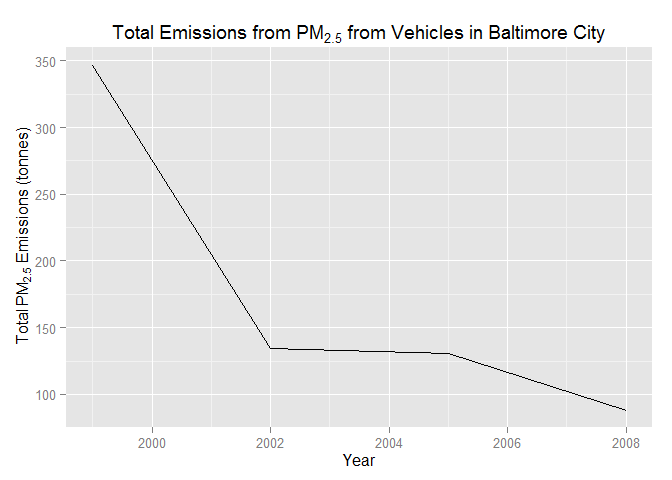 Total Emissions from PM2.5 from Vehicles in Baltimore City
Total PM2.5 Emissions (tonnes)
350
300
250
200
150
100
2000 2002 2004 2006 2008
Year